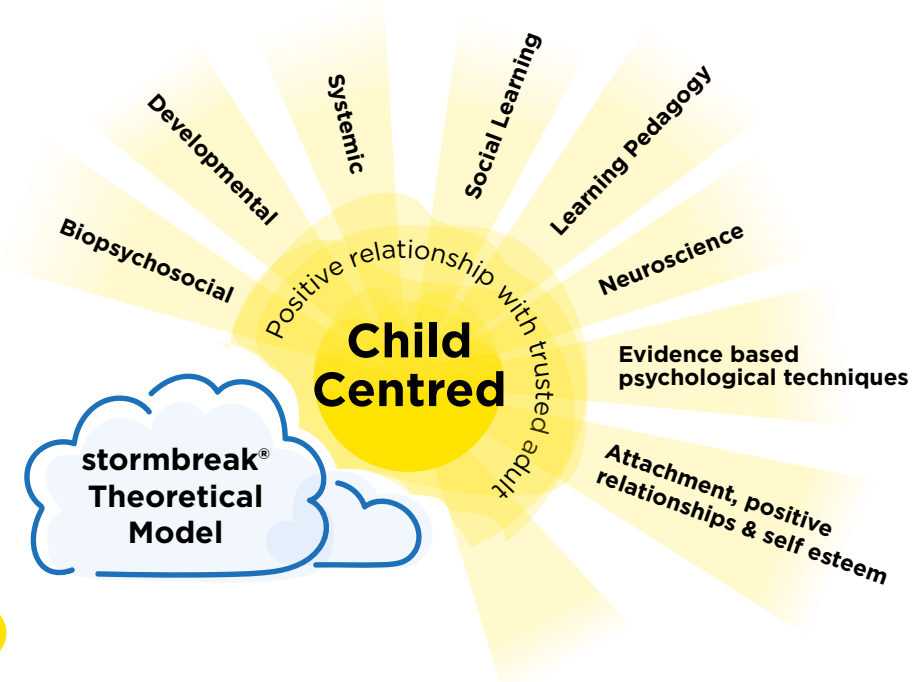 Biopsychosocial
Developmental
Systemic
Social Learning
Learning Pedagogy
Neuroscience
Evidence based
psychological techniques
Attachment, positive
relationships & self esteem
Positive relationship with trusted adult
Child
Centred
stormbreak®
Theoretical
Model